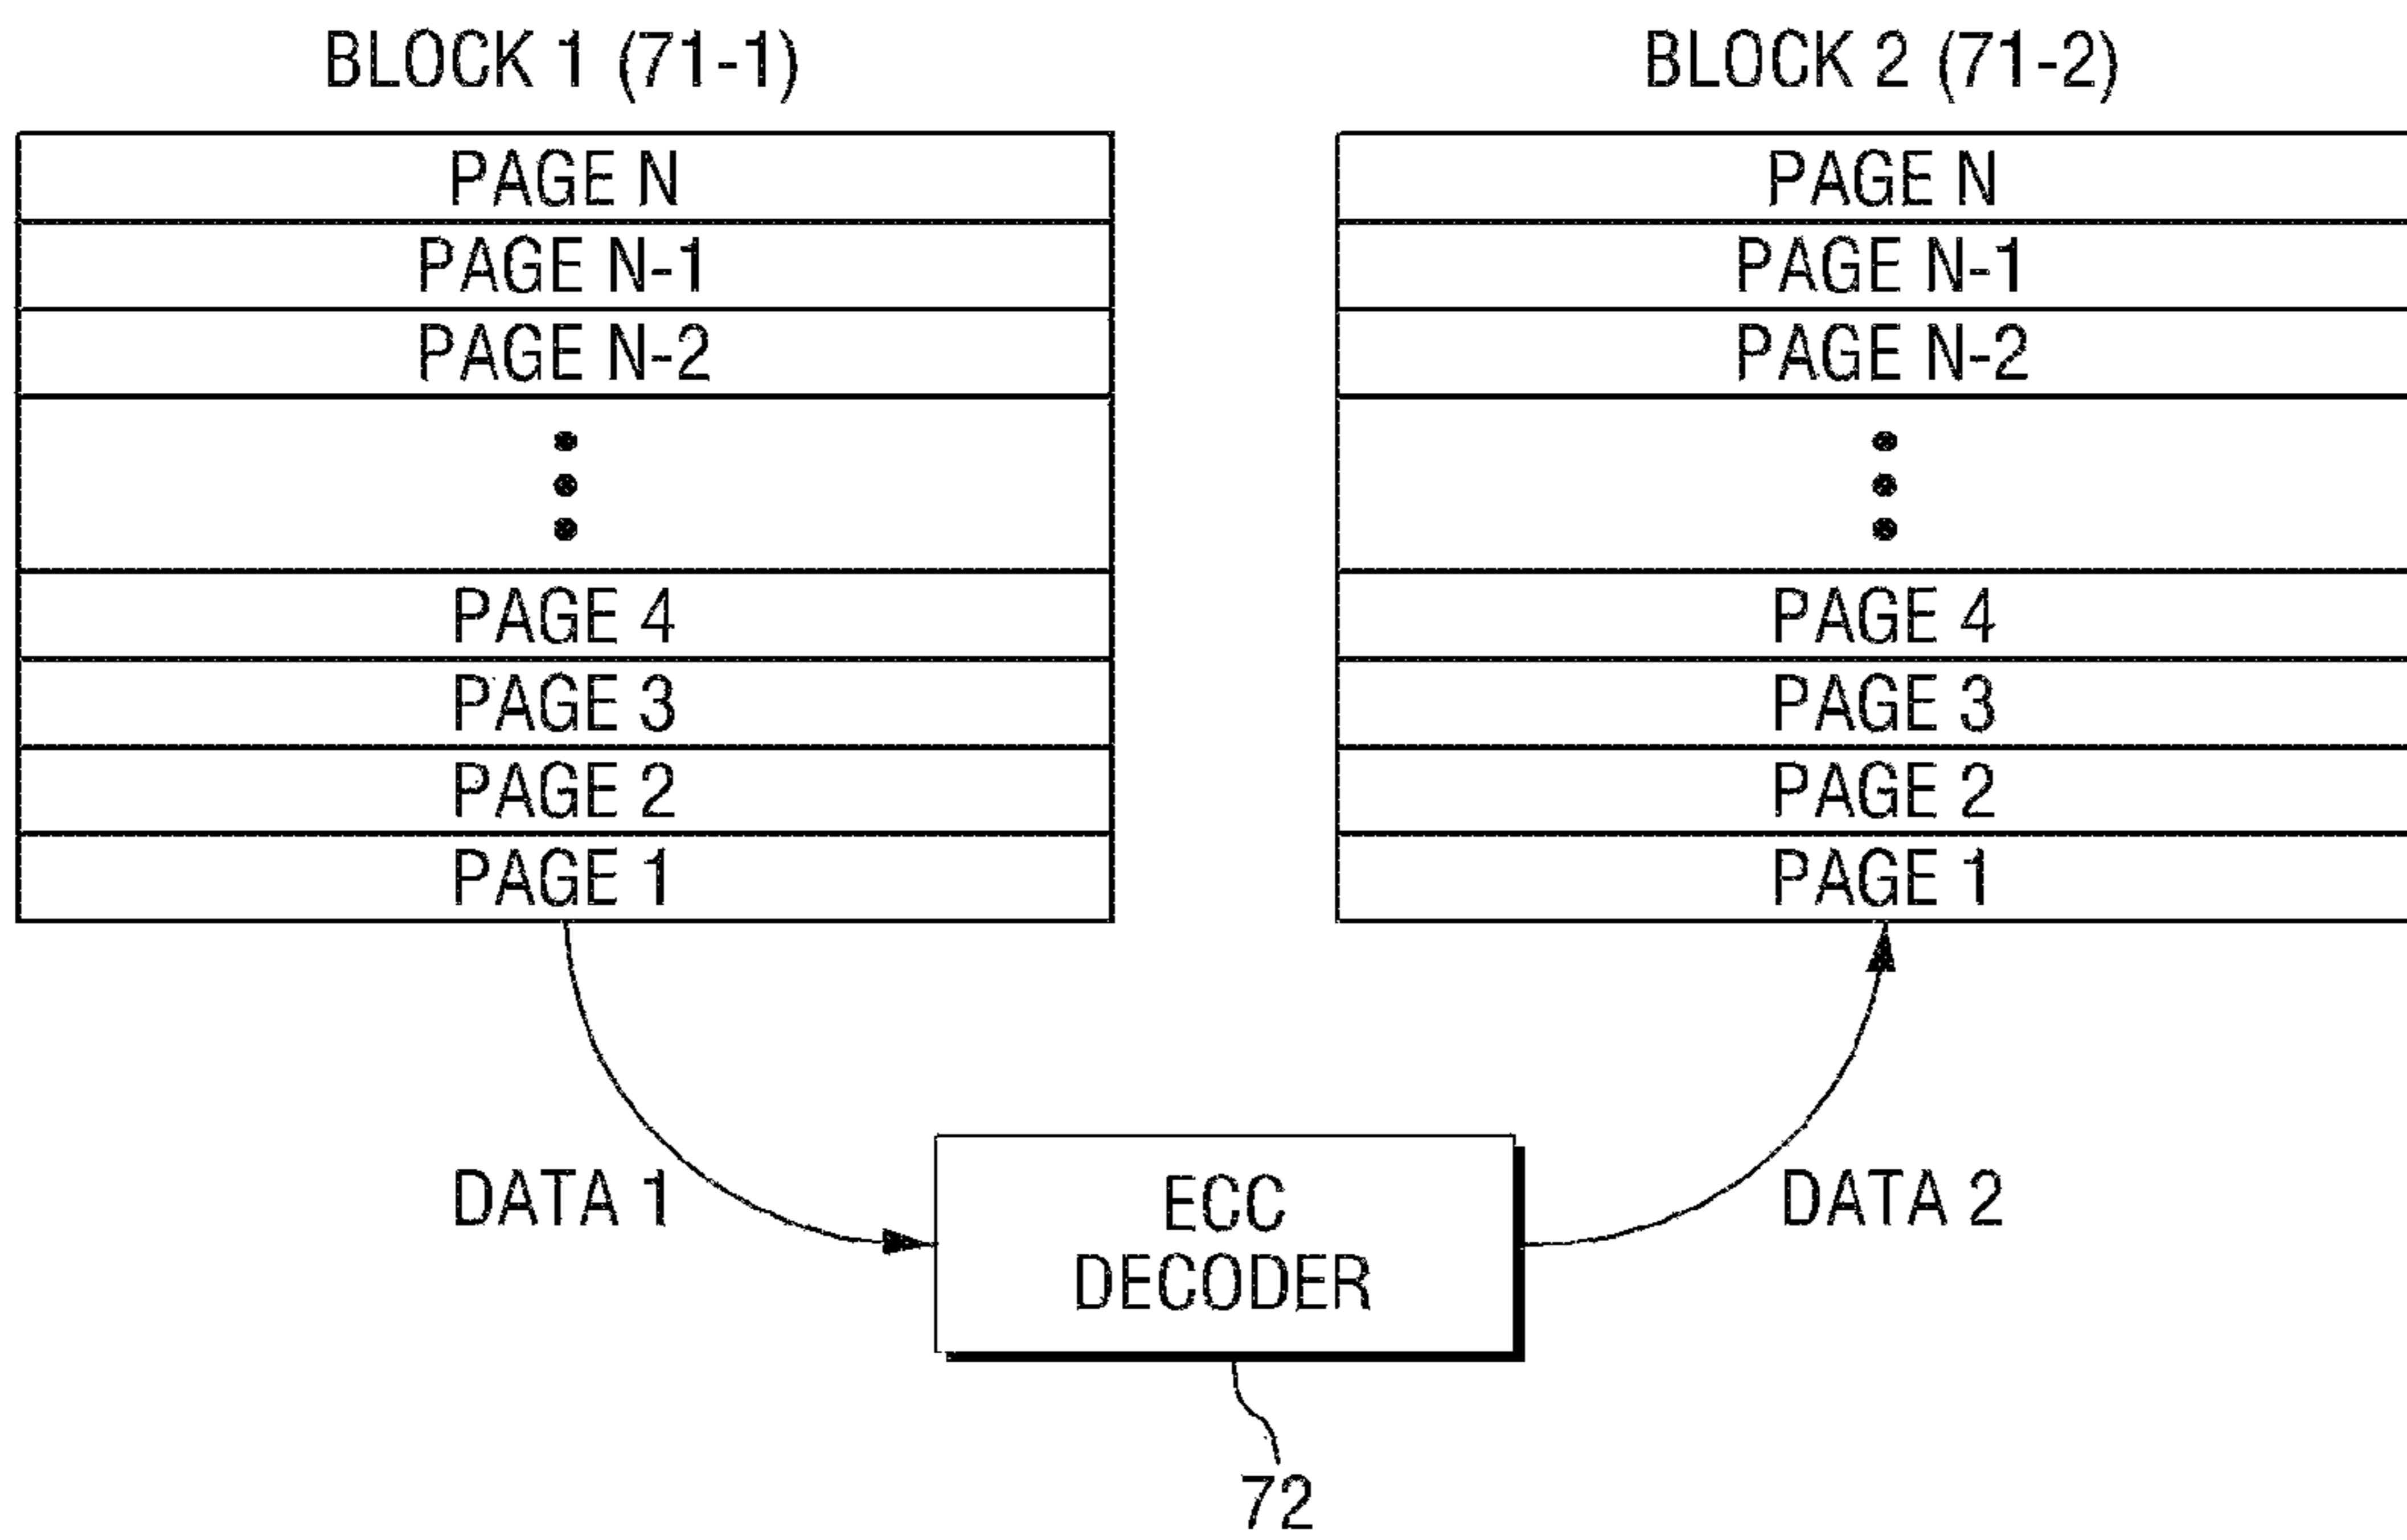 BLOCK 1 (71-1)
PAGE N
PAGE N-1
PAGE N-2
PAGE 4
PAGE 3
PAGE 2
PAGE 1
BLOCK 2 (71-2)
PAGE N
PAGE N-1
PAGE N-2
PAGE 4
PAGE 3
PAGE 2
PAGE 1
DATA 1
ECC
DECODER
DATA 2
72